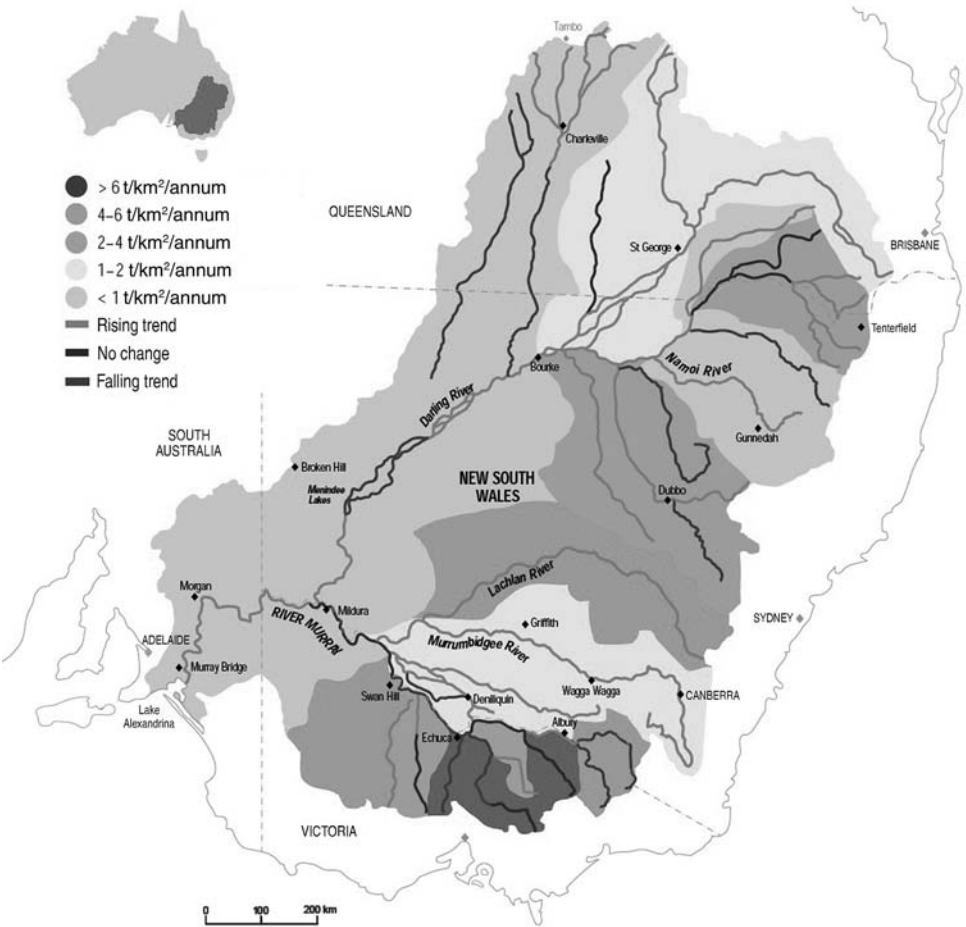 Tambo
Charleville
> 6 t/km²/annum
4–6 t/km²/annum
2–4 t/km²/annum
1–2 t/km²/annum
< 1 t/km²/annum
Rising trend
No change
Falling trend
QUEENSLAND
St George
BRISBANE
Tenterfield
Bourke
Namoi River
Darling River
Gunnedah
SOUTH
AUSTRALIA
Broken Hill
Menindee
Lakes
NEW SOUTH
WALES
Dubbo
Lachlan River
Morgan
Mildura
RIVER MURRAY
Griffith
SYDNEY
ADELAIDE
Murray Bridge
Murrumbidgee River
Wagga Wagga
CANBERRA
Swan Hill
Deniliquin
Lake
Alexandrina
Albury
Echuca
VICTORIA
0 100 200 km